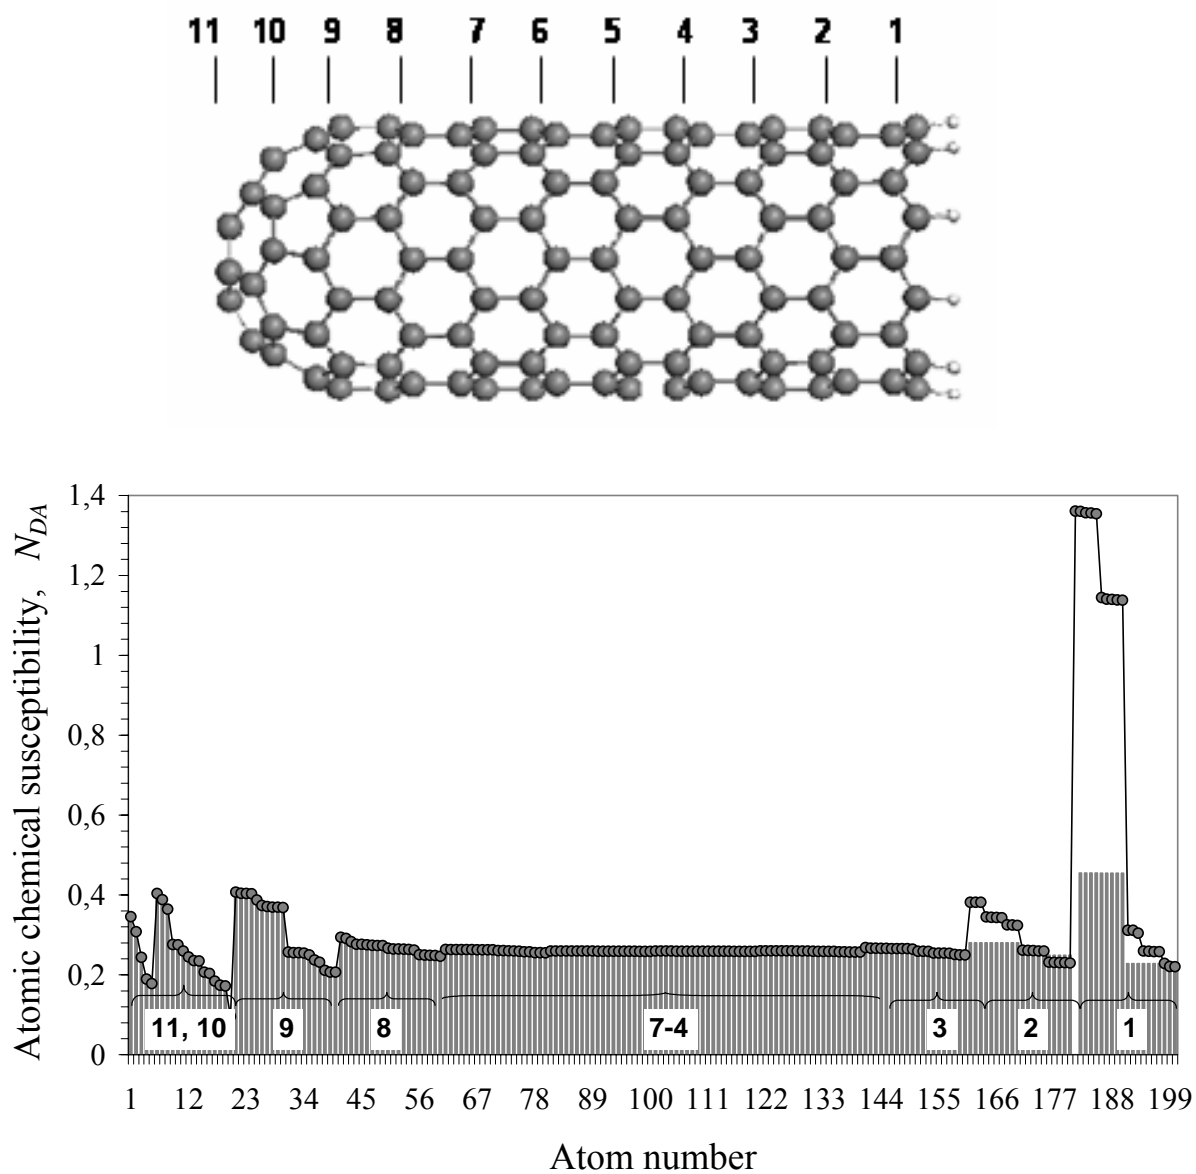 11 10 9 8 7 6 5 4 3 2 1
Atomic chemical susceptibility, N_DA
1,4
1,2
1
0,8
0,6
0,4
0,2
0
11, 10 9 8 7-4 3 2 1
1 12 23 34 45 56 67 78 89 100 111 122 133 144 155 166 177 188 199
Atom number